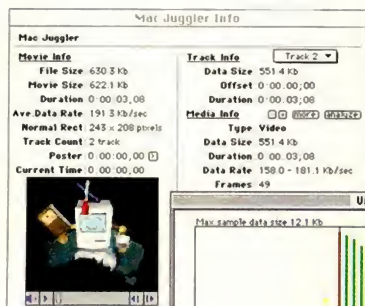 Mac Juggler Info
Mac Juggler
Movie Info
File Size 630.3 Kb
Movie Size 622.1 Kb
Duration 0:00:03;08
Ave.Data Rate 191.3 Kb/sec
Normal Rect 243 x 208 pixels
Track Count 2 track
Poster 0:00:00;00
Current Time 0:00:00;00
Track Info Track 2
Data Size 551.4 Kb
Offset 0:00:00;00
Duration 0:00:03;08
Media Info more analyze
Type Video
Data Size 551.4 Kb
Duration 0:00:03;08
Data Rate 158.0 - 181.1 Kb/sec
Frames 49
Max sample data size 12.1 Kb